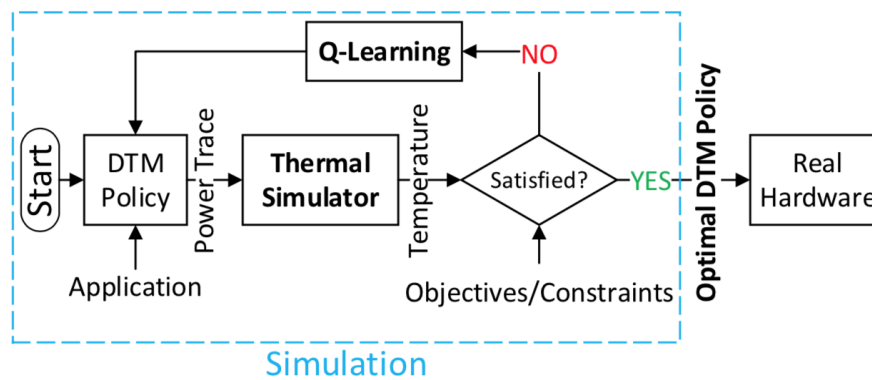 Q-Learning
NO
Start
DTM
Policy
Power Trace
Thermal
Simulator
Temperature
Satisfied?
YES
Optimal DTM Policy
Real
Hardware
Application
Objectives/Constraints
Simulation